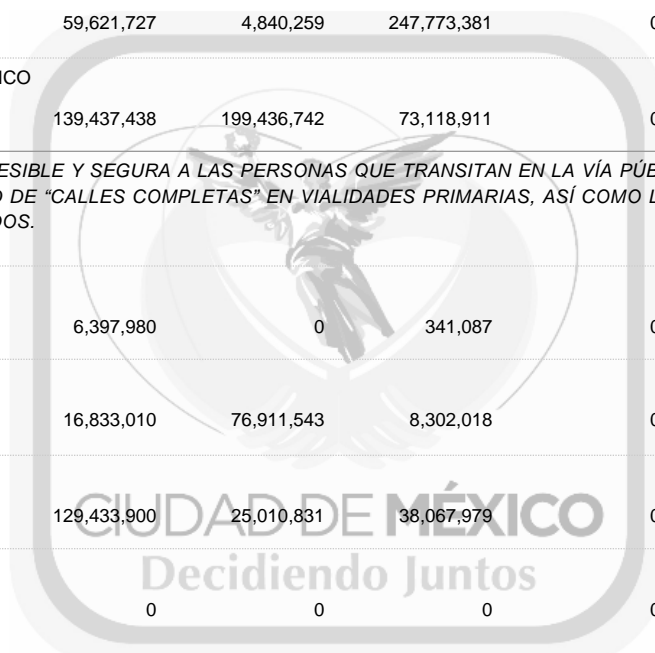 59,621,727 4,840,259 247,773,381 0
ICO
139,437,438 199,436,742 73,118,911 0
ESIBLE Y SEGURA A LAS PERSONAS QUE TRANSITAN EN LA VÍA PÚB
O DE “CALLES COMPLETAS” EN VIALIDADES PRIMARIAS, ASÍ COMO L
DOS.
6,397,980 0 341,087 0
16,833,010 76,911,543 8,302,018 0
129,433,900 25,010,831 38,067,979 0
CIUDAD DE MÉXICO
Decidiendo Juntos
0 0 0 0